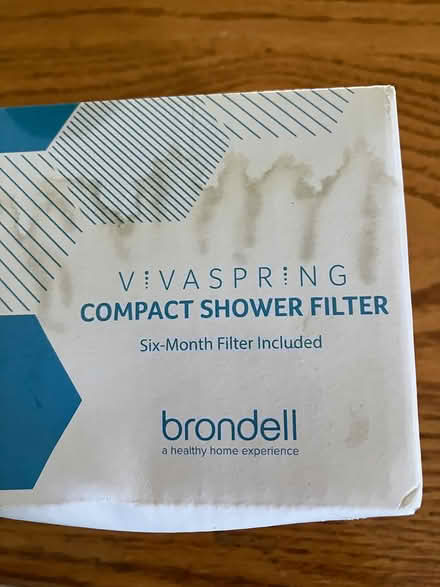 VIVASPRING
COMPACT SHOWER FILTER
Six-Month Filter Included
brondell
a healthy home experience